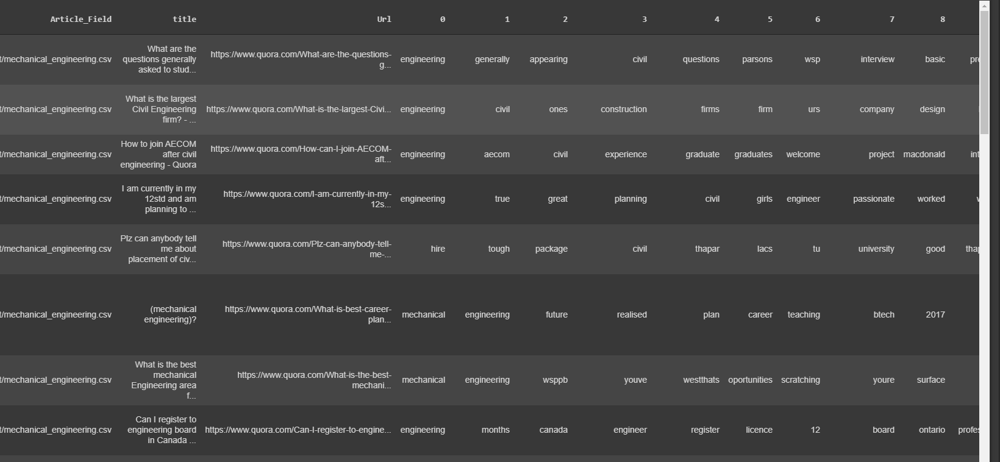 Article_Field title Url 0 1 2 3 4 5 6 7 8
What are the
questions generally
asked to stud...
https://www.quora.com/What-are-the-questions-
g...
t/mechanical_engineering.csv engineering generally appearing civil questions parsons wsp interview basic
What is the largest
Civil Engineering
firm? - ...
t/mechanical_engineering.csv https://www.quora.com/What-is-the-largest-Civi... engineering civil ones construction firms firm urs company design
How to join AECOM
after civil
engineering - Quora
https://www.quora.com/How-can-I-join-AECOM-
aft...
t/mechanical_engineering.csv engineering aecom civil experience graduate graduates welcome project macdonald
I am currently in my
12std and am
planning to ...
https://www.quora.com/I-am-currently-in-my-
12s...
t/mechanical_engineering.csv engineering true great planning civil girls engineer passionate worked
Plz can anybody tell
me about
placement of civ...
https://www.quora.com/Plz-can-anybody-tell-
me-...
t/mechanical_engineering.csv hire tough package civil thapar lacs tu university good
(mechanical
engineering)?
https://www.quora.com/What-is-best-career-
plan...
t/mechanical_engineering.csv mechanical engineering future realised plan career teaching btech 2017
What is the best
mechanical
Engineering area
f...
https://www.quora.com/What-is-the-best-
mechani...
t/mechanical_engineering.csv mechanical engineering wsppb youve westthats oportunities scratching youre surface
Can I register to
engineering board
in Canada ...
t/mechanical_engineering.csv https://www.quora.com/Can-I-register-to-engine... engineering months canada engineer register licence 12 board ontario